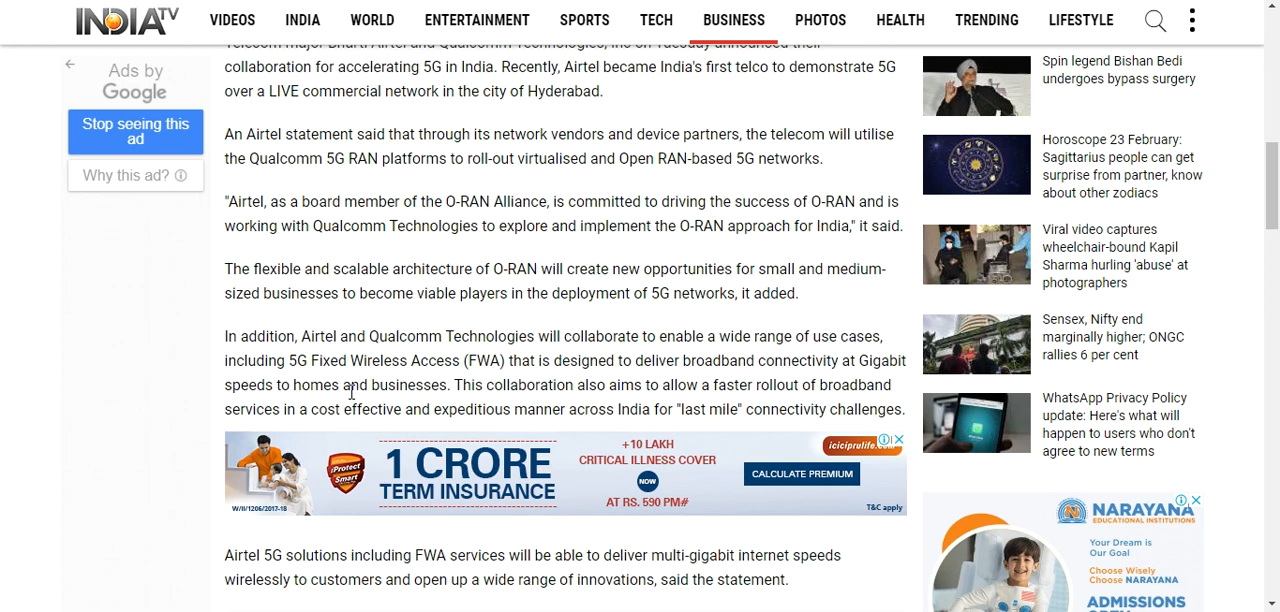 INDIA TV
VIDEOS INDIA WORLD ENTERTAINMENT SPORTS TECH BUSINESS PHOTOS HEALTH TRENDING LIFESTYLE
Ads by
Google
Stop seeing this
ad
Why this ad?
Telecom major Bharti Airtel and Qualcomm Technologies, Inc on Tuesday announced their
collaboration for accelerating 5G in India. Recently, Airtel became India's first telco to demonstrate 5G
over a LIVE commercial network in the city of Hyderabad.
An Airtel statement said that through its network vendors and device partners, the telecom will utilise
the Qualcomm 5G RAN platforms to roll-out virtualised and Open RAN-based 5G networks.
"Airtel, as a board member of the O-RAN Alliance, is committed to driving the success of O-RAN and is
working with Qualcomm Technologies to explore and implement the O-RAN approach for India," it said.
The flexible and scalable architecture of O-RAN will create new opportunities for small and medium-
sized businesses to become viable players in the deployment of 5G networks, it added.
In addition, Airtel and Qualcomm Technologies will collaborate to enable a wide range of use cases,
including 5G Fixed Wireless Access (FWA) that is designed to deliver broadband connectivity at Gigabit
speeds to homes and businesses. This collaboration also aims to allow a faster rollout of broadband
services in a cost effective and expeditious manner across India for "last mile" connectivity challenges.
iProtect
Smart
W/II/1206/2017-18
1 CRORE
TERM INSURANCE
+10 LAKH
CRITICAL ILLNESS COVER
NOW
AT RS. 590 PM#
CALCULATE PREMIUM
T&C apply
Airtel 5G solutions including FWA services will be able to deliver multi-gigabit internet speeds
wirelessly to customers and open up a wide range of innovations, said the statement.
Spin legend Bishan Bedi
undergoes bypass surgery
Horoscope 23 February:
Sagittarius people can get
surprise from partner, know
about other zodiacs
Viral video captures
wheelchair-bound Kapil
Sharma hurling 'abuse' at
photographers
Sensex, Nifty end
marginally higher; ONGC
rallies 6 per cent
WhatsApp Privacy Policy
update: Here's what will
happen to users who don't
agree to new terms
NARAYANA
EDUCATIONAL INSTITUTIONS
Your Dream is
Our Goal
Choose Wisely
Choose NARAYANA
ADMISSIONS
OPEN